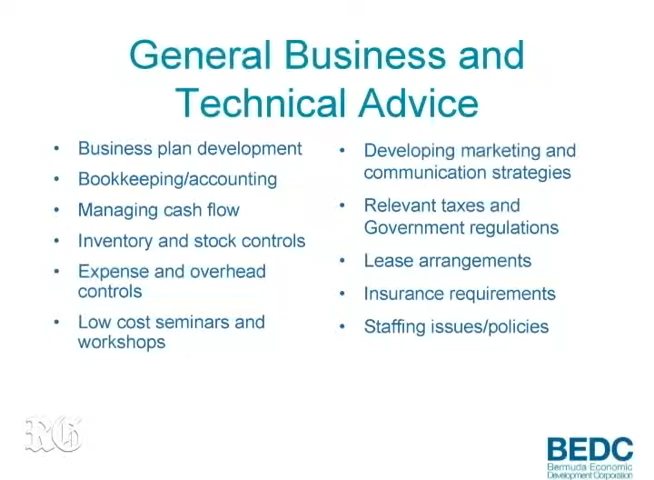 General Business and
Technical Advice
• Business plan development
• Bookkeeping/accounting
• Managing cash flow
• Inventory and stock controls
• Expense and overhead
controls
• Low cost seminars and
workshops
• Developing marketing and
communication strategies
• Relevant taxes and
Government regulations
• Lease arrangements
• Insurance requirements
• Staffing issues/policies
RG
BEDC
Bermuda Economic
Development Corporation